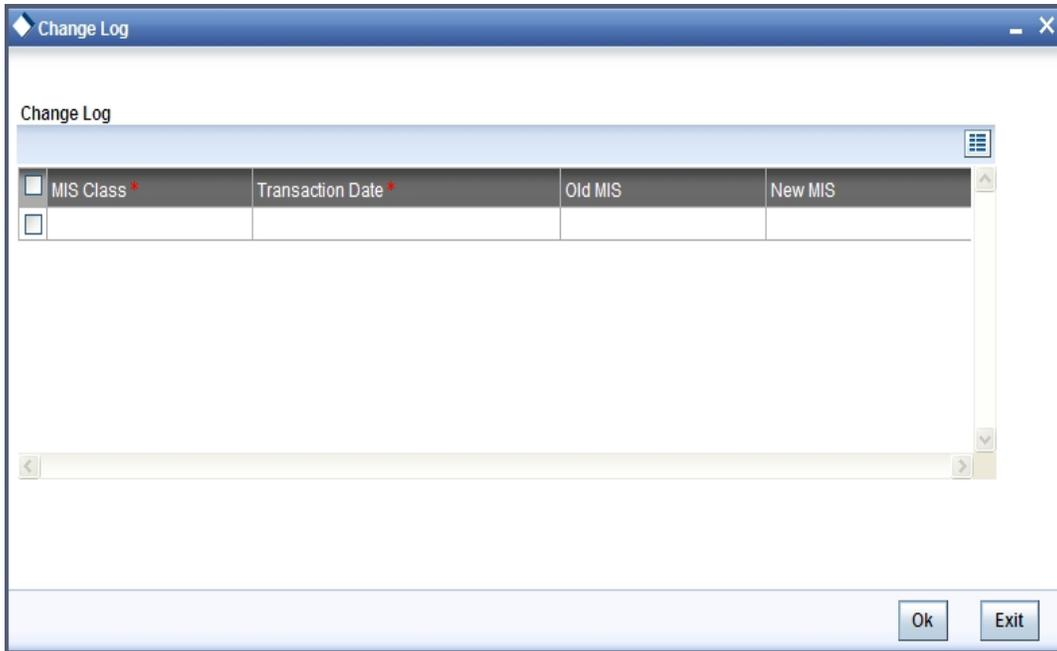 Change Log
Change Log
MIS Class * Transaction Date * Old MIS New MIS
Ok Exit